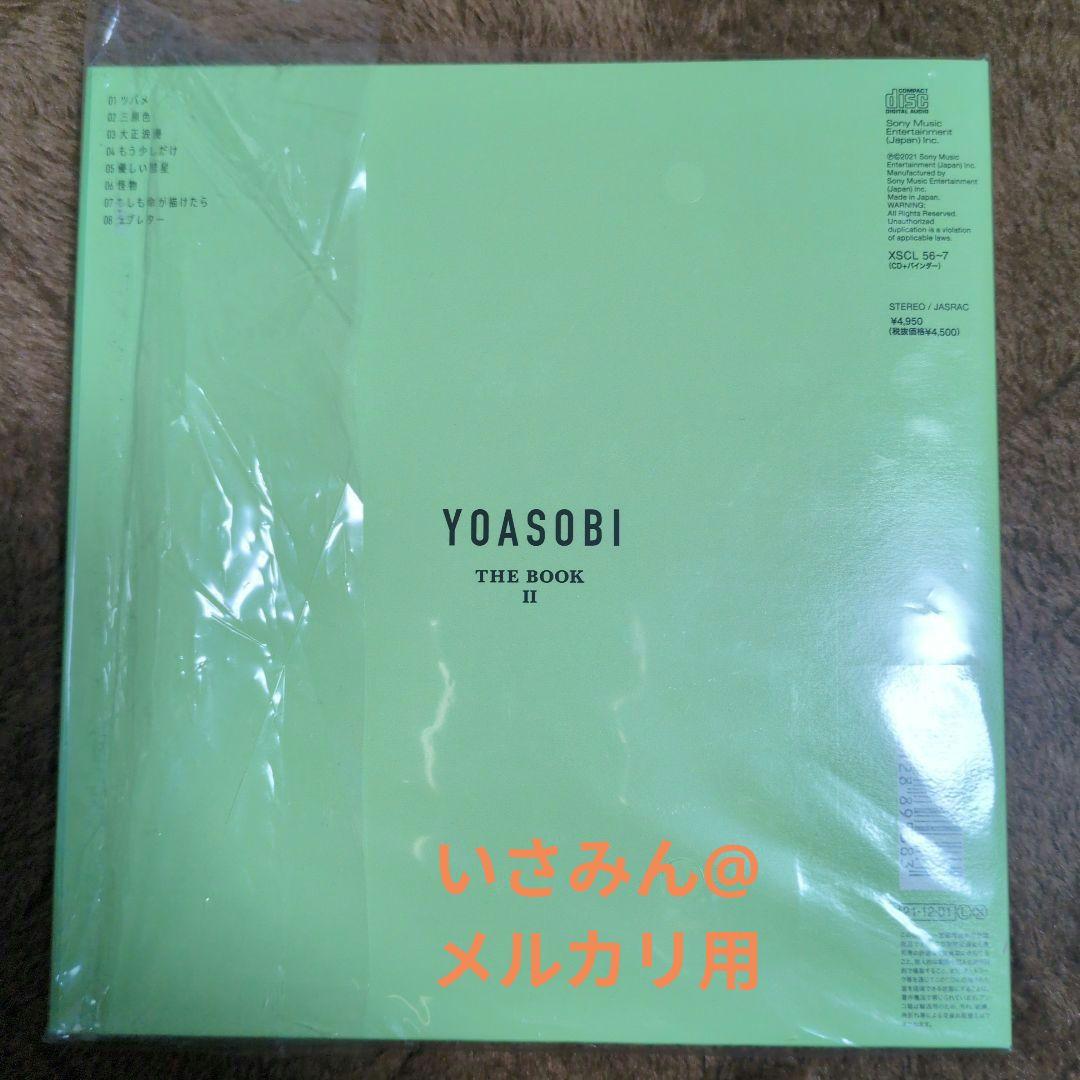 01 ツバメ
02 三原色
03 大正浪漫
04 もう少しだけ
05 優しい彗星
06 怪物
07 もしも命が描けたら
08 ラブレター
COMPACT
disc
DIGITAL AUDIO
Sony Music
Entertainment
(Japan) Inc.
℗©2021 Sony Music
Entertainment (Japan) Inc.
Manufactured by
Sony Music Entertainment
(Japan) Inc.
Made in Japan.
WARNING:
All Rights Reserved.
Unauthorized
duplication is a violation
of applicable laws.
XSCL 56~7
(CD+バインダー)
STEREO / JASRAC
¥4,950
(税抜価格¥4,500)
YOASOBI
THE BOOK
II
いさみん@
メルカリ用